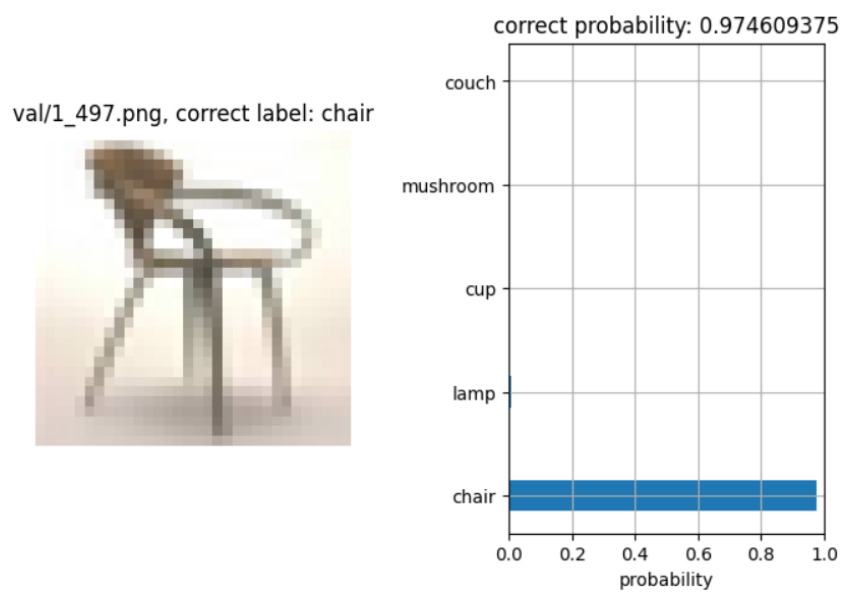 val/1_497.png, correct label: chair
correct probability: 0.974609375
couch
mushroom
cup
lamp
chair
0.0 0.2 0.4 0.6 0.8 1.0
probability